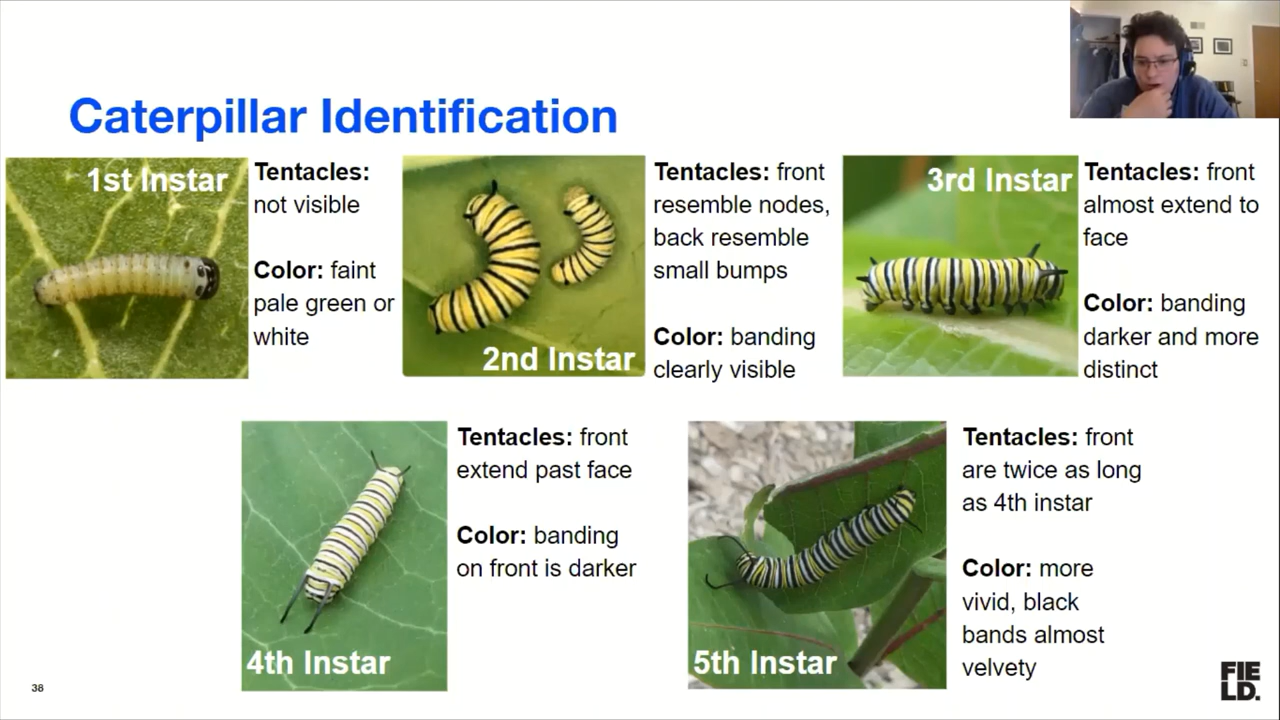 Caterpillar Identification
1st Instar
Tentacles:
not visible
Color: faint
pale green or
white
2nd Instar
Tentacles: front
resemble nodes,
back resemble
small bumps
Color: banding
clearly visible
3rd Instar
Tentacles: front
almost extend to
face
Color: banding
darker and more
distinct
4th Instar
Tentacles: front
extend past face
Color: banding
on front is darker
5th Instar
Tentacles: front
are twice as long
as 4th instar
Color: more
vivid, black
bands almost
velvety
38
FIE
LD.